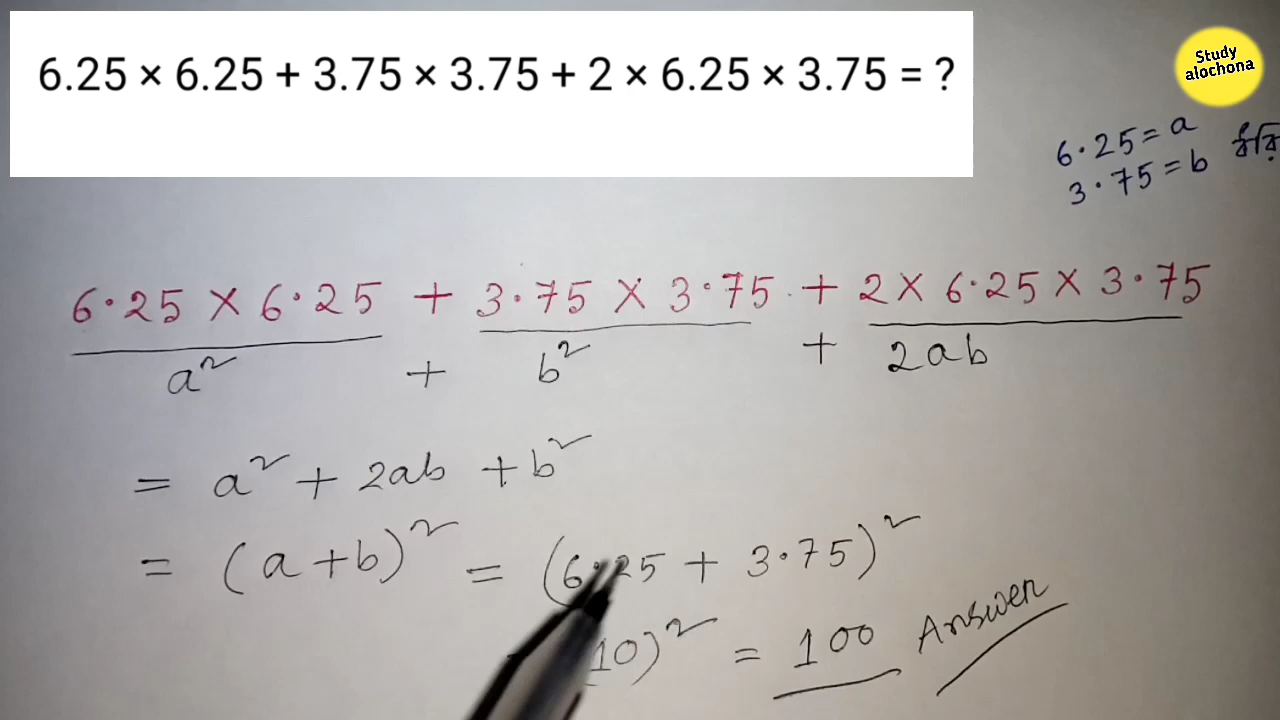 6.25 × 6.25 + 3.75 × 3.75 + 2 × 6.25 × 3.75 = ?
Study
alochona
6.25 = a
3.75 = b ধরি
6.25 × 6.25 + 3.75 × 3.75 + 2 × 6.25 × 3.75
a² + b² + 2ab
= a² + 2ab + b²
= (a+b)² = (6.25 + 3.75)²
(10)² = 100 Answer